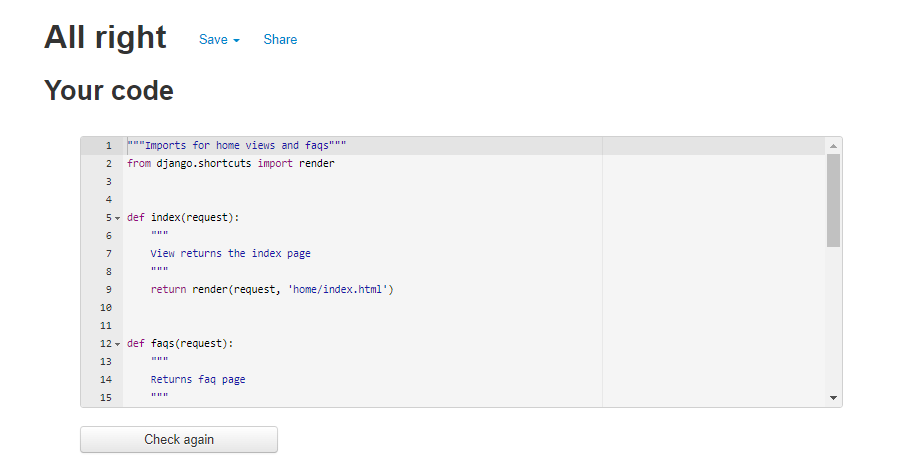 All right Save Share
Your code
1 """Imports for home views and faqs"""
2 from django.shortcuts import render
3
4
5 def index(request):
6 """
7 View returns the index page
8 """
9 return render(request, 'home/index.html')
10
11
12 def faqs(request):
13 """
14 Returns faq page
15 """
Check again